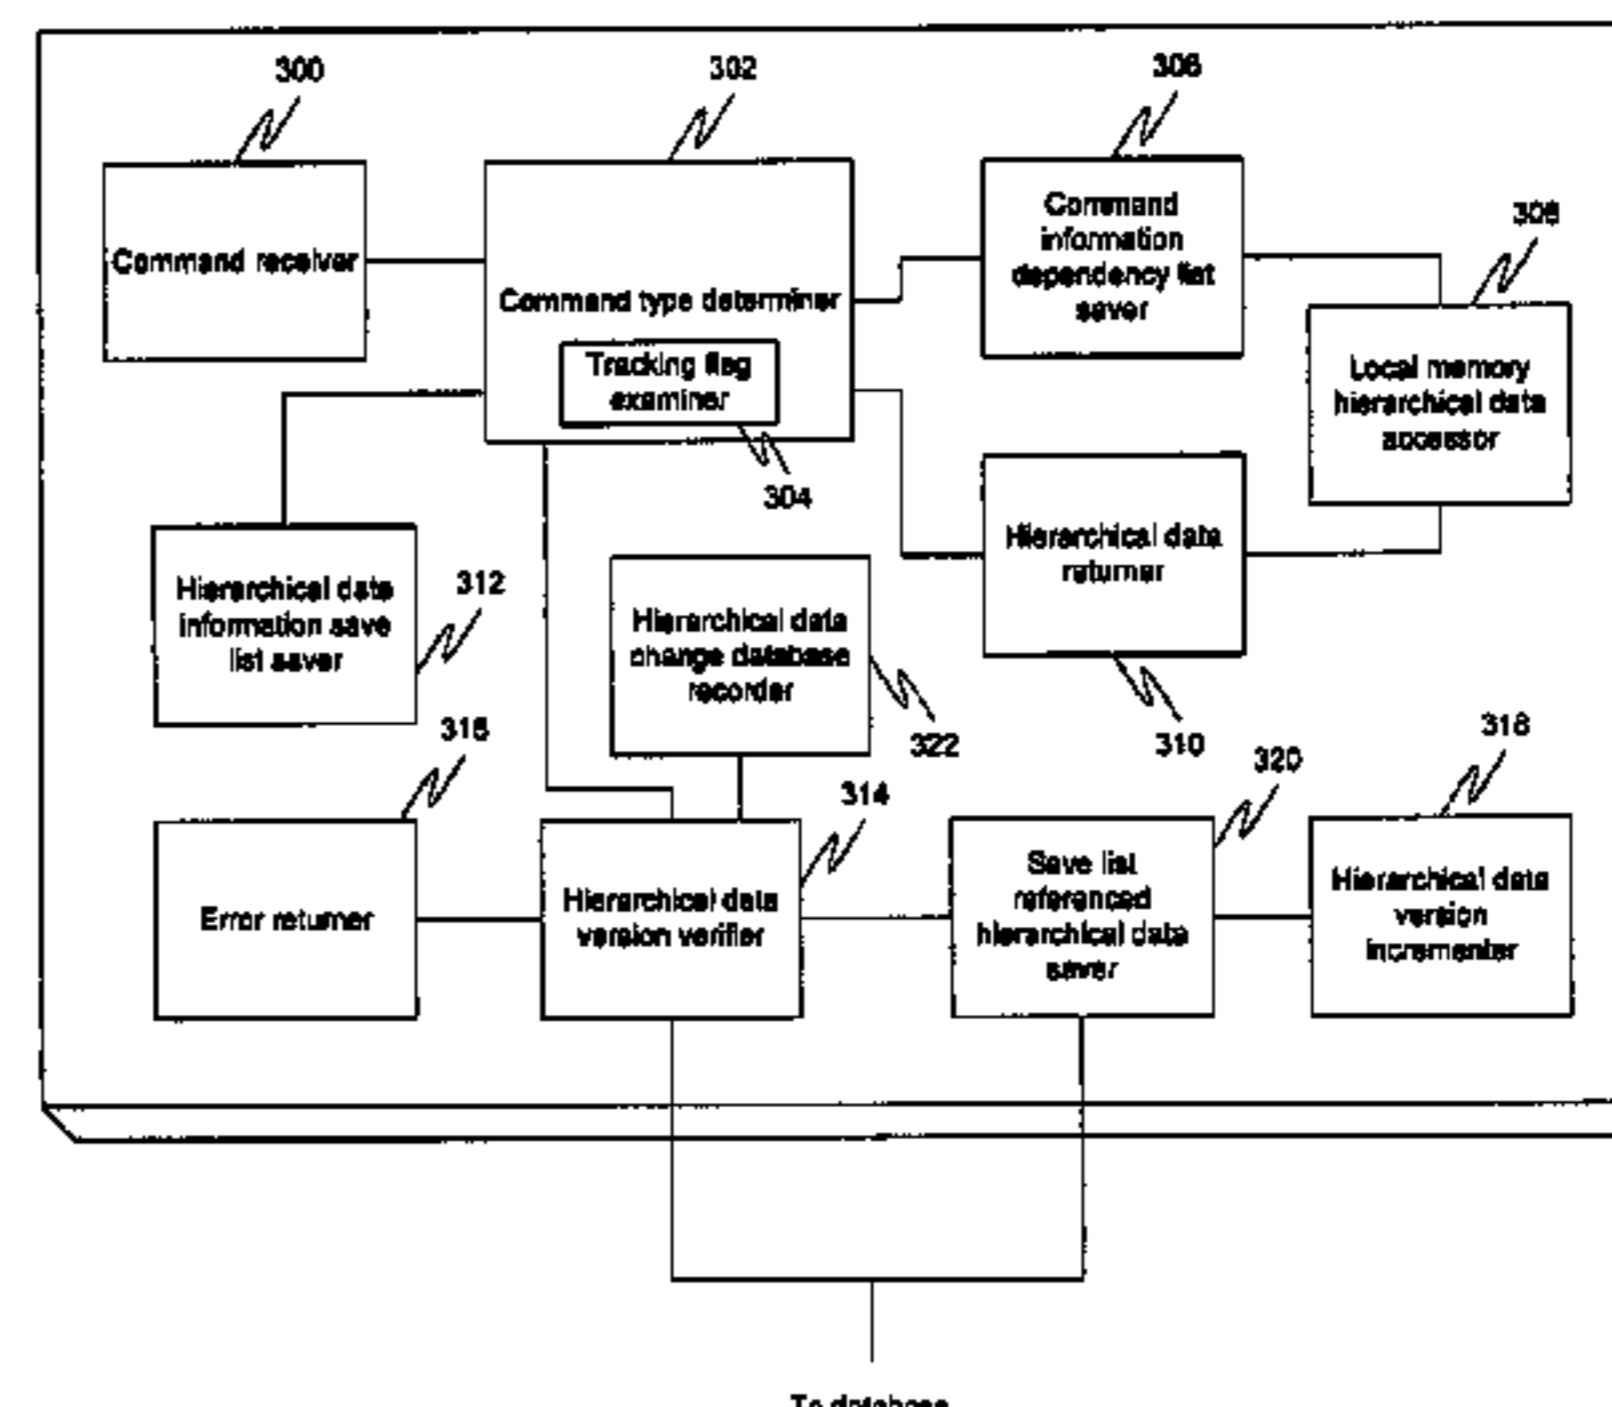 300
302
306
308
Command receiver
Command type determiner
Tracking flag
examiner
304
Command
information
dependency list
saver
Local memory
hierarchical data
accessor
Hierarchical data
information save
list saver
312
Hierarchical data
change database
recorder
322
Hierarchical data
returner
310
316
314
320
318
Error returner
Hierarchical data
version verifier
Save list
referenced
hierarchical data
saver
Hierarchical data
version
incrementer
To database